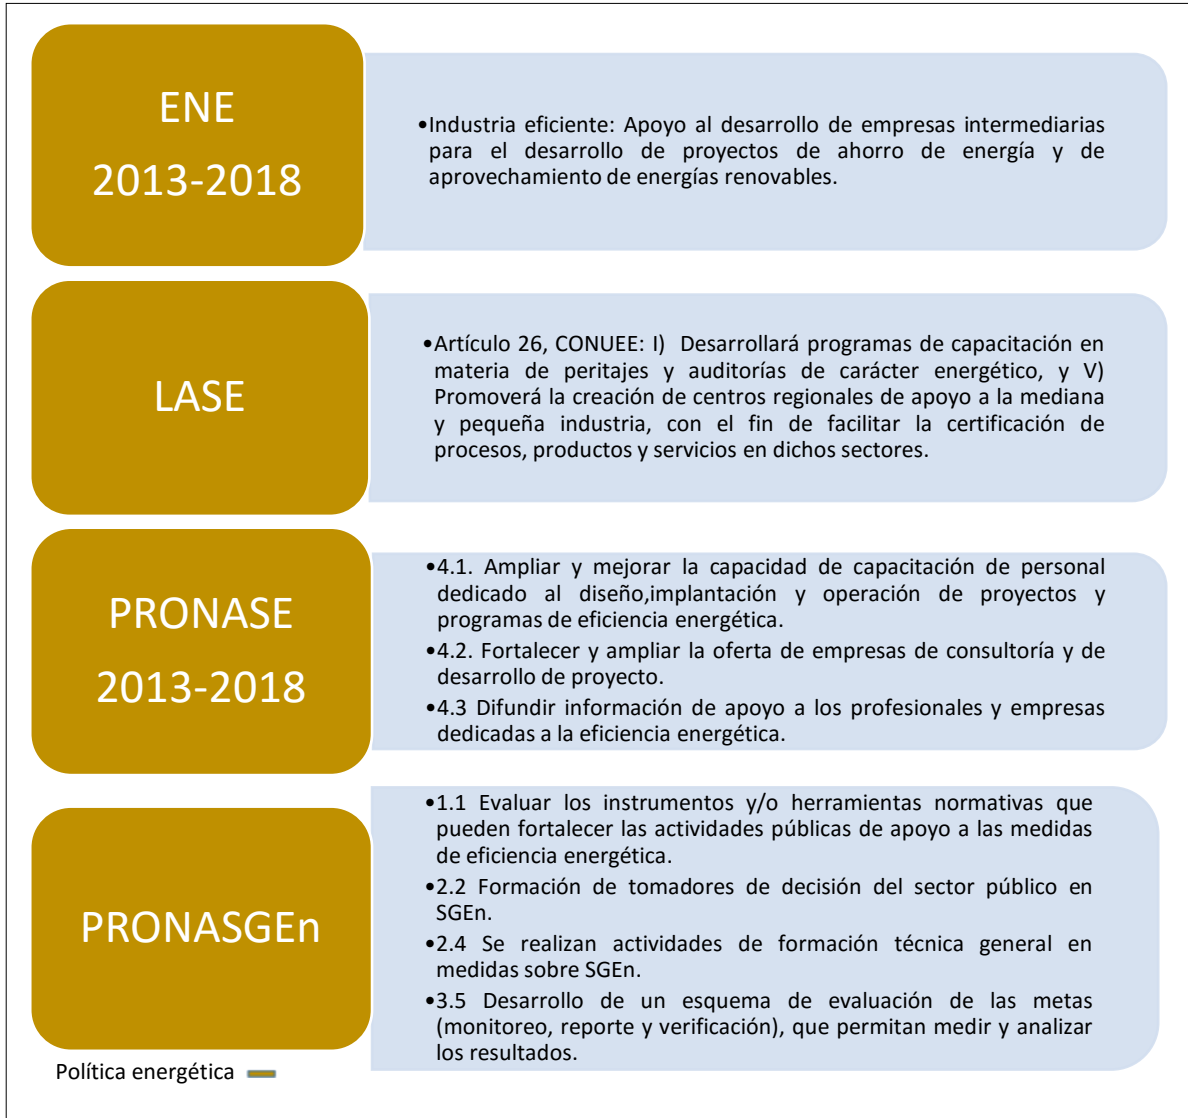 ENE
2013-2018
•Industria eficiente: Apoyo al desarrollo de empresas intermediarias
para el desarrollo de proyectos de ahorro de energía y de
aprovechamiento de energías renovables.
LASE
•Artículo 26, CONUEE: I) Desarrollará programas de capacitación en
materia de peritajes y auditorías de carácter energético, y V)
Promoverá la creación de centros regionales de apoyo a la mediana
y pequeña industria, con el fin de facilitar la certificación de
procesos, productos y servicios en dichos sectores.
PRONASE
2013-2018
•4.1. Ampliar y mejorar la capacidad de capacitación de personal
dedicado al diseño,implantación y operación de proyectos y
programas de eficiencia energética.
•4.2. Fortalecer y ampliar la oferta de empresas de consultoría y de
desarrollo de proyecto.
•4.3 Difundir información de apoyo a los profesionales y empresas
dedicadas a la eficiencia energética.
PRONASGEn
•1.1 Evaluar los instrumentos y/o herramientas normativas que
pueden fortalecer las actividades públicas de apoyo a las medidas
de eficiencia energética.
•2.2 Formación de tomadores de decisión del sector público en
SGEn.
•2.4 Se realizan actividades de formación técnica general en
medidas sobre SGEn.
•3.5 Desarrollo de un esquema de evaluación de las metas
(monitoreo, reporte y verificación), que permitan medir y analizar
los resultados.
Política energética